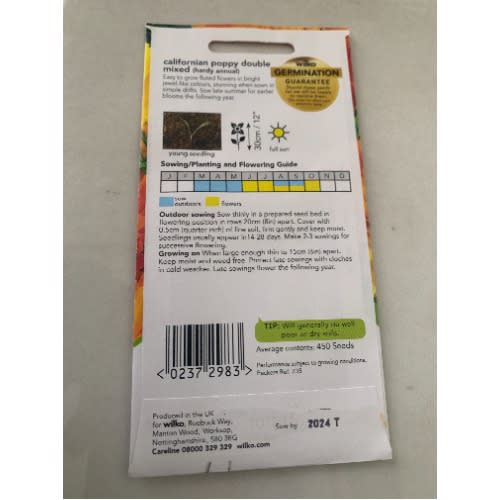 californian poppy double
mixed (hardy annual)
Easy to grow fluted flowers in bright
jewel-like colours, stunning when sown in
simple drifts. Sow late summer for earlier
blooms the following year.
wilko
GERMINATION
GUARANTEE
young seedling
30cm / 12"
full sun
Sowing/Planting and Flowering Guide
J F M A M J J A S O N D
sow
outdoors
flowers
Outdoor sowing Sow thinly in a prepared seed bed in
flowering position in rows 20cm (8in) apart. Cover with
0.5cm (quarter inch) of fine soil, firm gently and keep moist.
Seedlings usually appear in 14-28 days. Make 2-3 sowings for
successive flowering.
Growing on When large enough thin to 15cm (6in) apart.
Keep moist and weed free. Protect late sowings with cloches
in cold weather. Late sowings flower the following year.
TIP: Will generally do well
poor or dry soils.
Average contents: 450 Seeds
Performance subject to growing conditions.
Packers Ref:
<0237 2983>
Produced in the UK
for wilko, Roebuck Way,
Manton Wood, Worksop,
Nottinghamshire, S80 3EG
Careline 08000 329 329 wilko.com
Sow by 2024 T